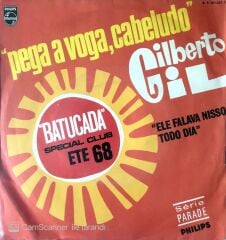 PHILIPS
"pega a voga, cabeludo"
Gilberto
Gil
"BATUCADA"
SPECIAL CLUB
ETE 68
"ELE FALAVA NISSO
TODO DIA"
Série
PARADE
PHILIPS
CamScanner ile tarandı